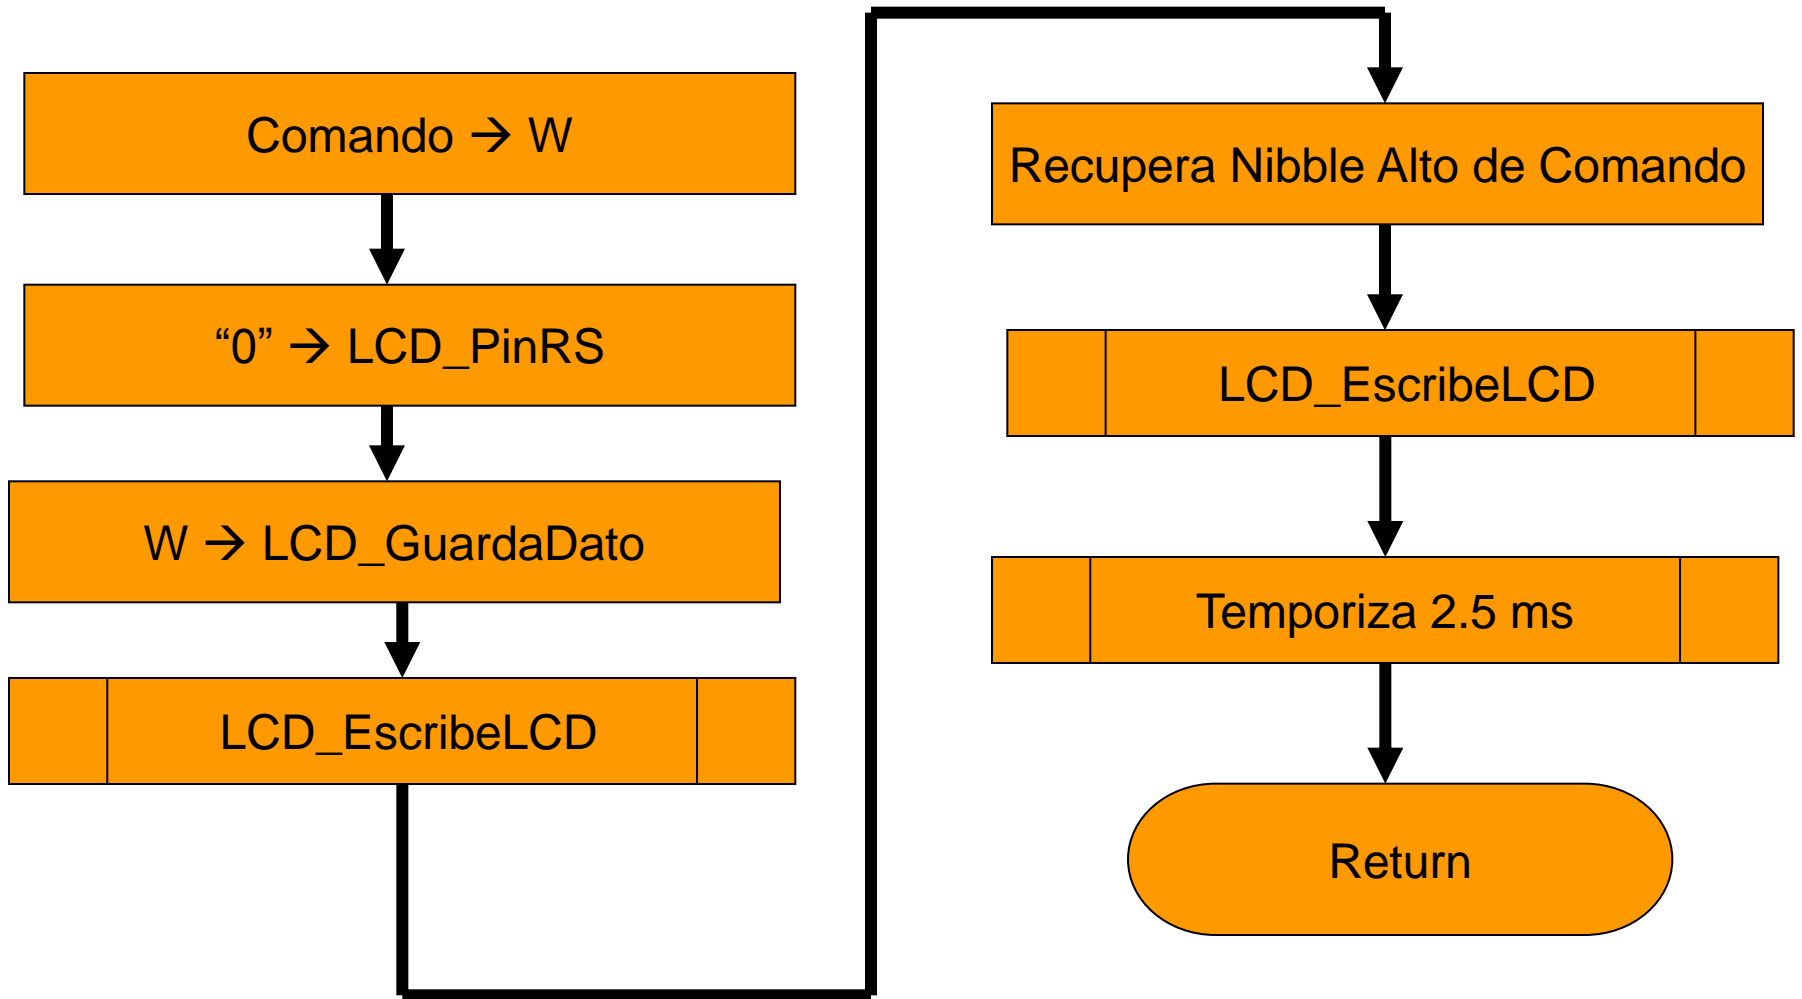 Comando → W
“0” → LCD_PinRS
W → LCD_GuardaDato
LCD_EscribeLCD
Recupera Nibble Alto de Comando
LCD_EscribeLCD
Temporiza 2.5 ms
Return